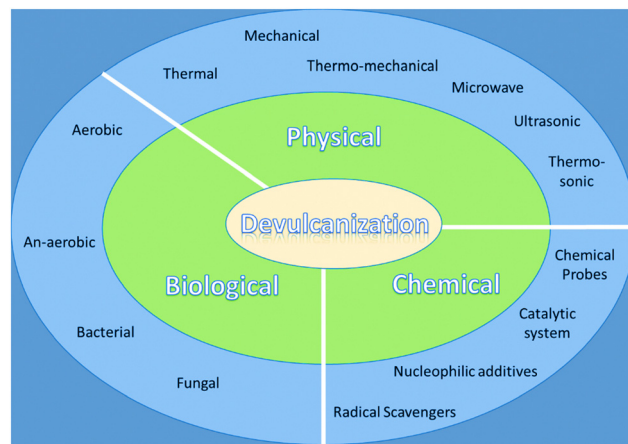 Mechanical
Thermal
Thermo-mechanical
Microwave
Ultrasonic
Thermo-
sonic
Aerobic
An-aerobic
Bacterial
Fungal
Physical
Devulcanization
Biological
Chemical
Chemical
Probes
Catalytic
system
Nucleophilic additives
Radical Scavengers